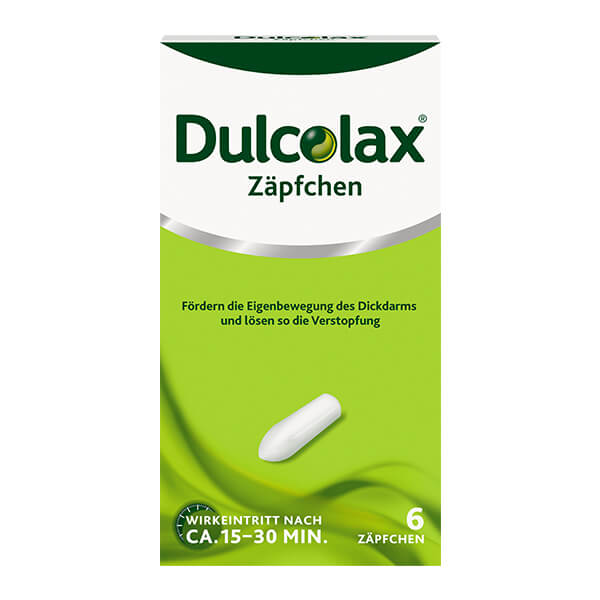 Dulcolax
Dulcolax®
Zäpfchen
Fördern die Eigenbewegung des Dickdarms
und lösen so die Verstopfung
WIRKEINTRITT NACH
CA. 15–30 MIN.
6
ZÄPFCHEN